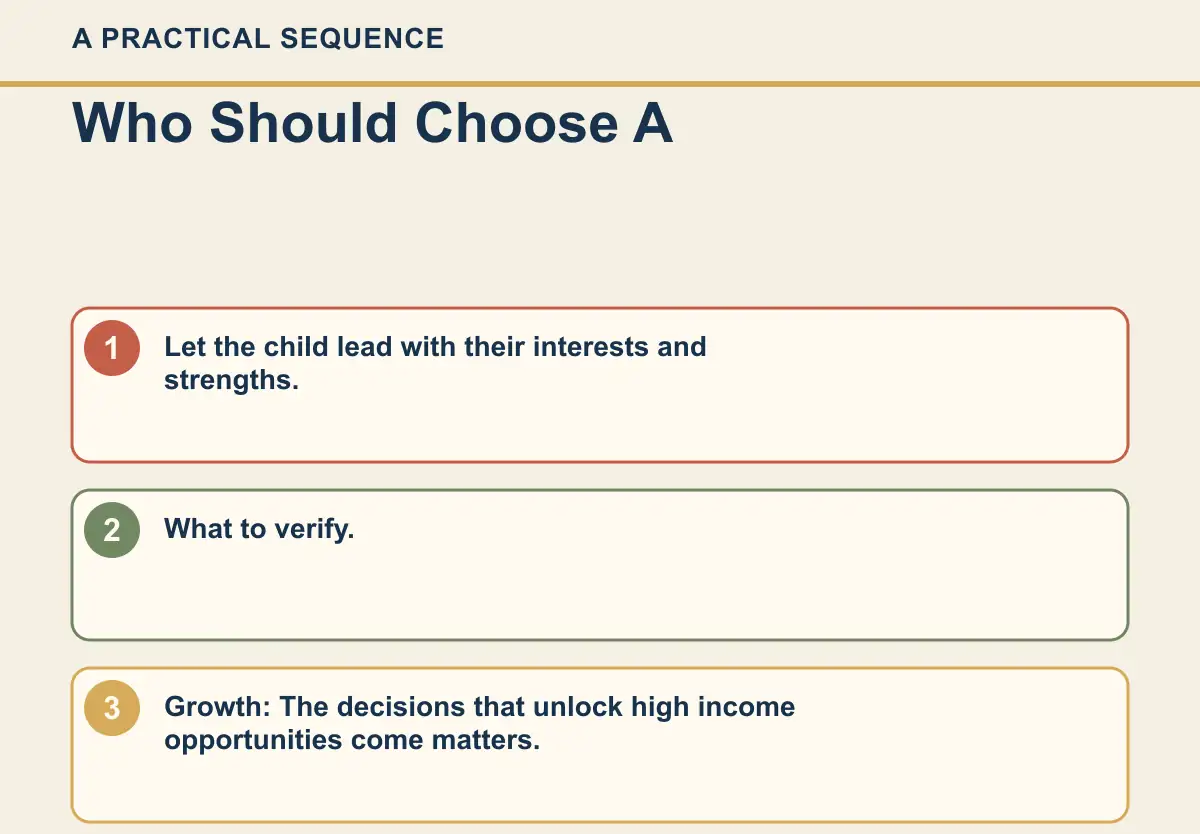 A PRACTICAL SEQUENCE
Who Should Choose A
1
Let the child lead with their interests and
strengths.
2
What to verify.
3
Growth: The decisions that unlock high income
opportunities come matters.